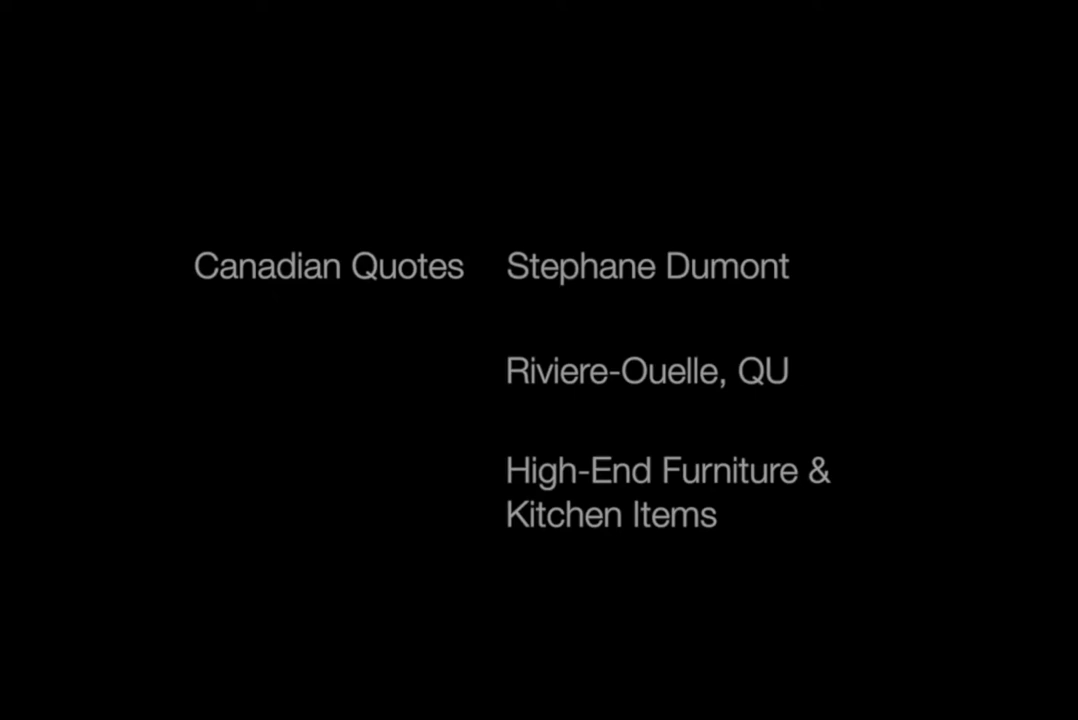 Canadian Quotes Stephane Dumont
Riviere-Ouelle, QU
High-End Furniture &
Kitchen Items